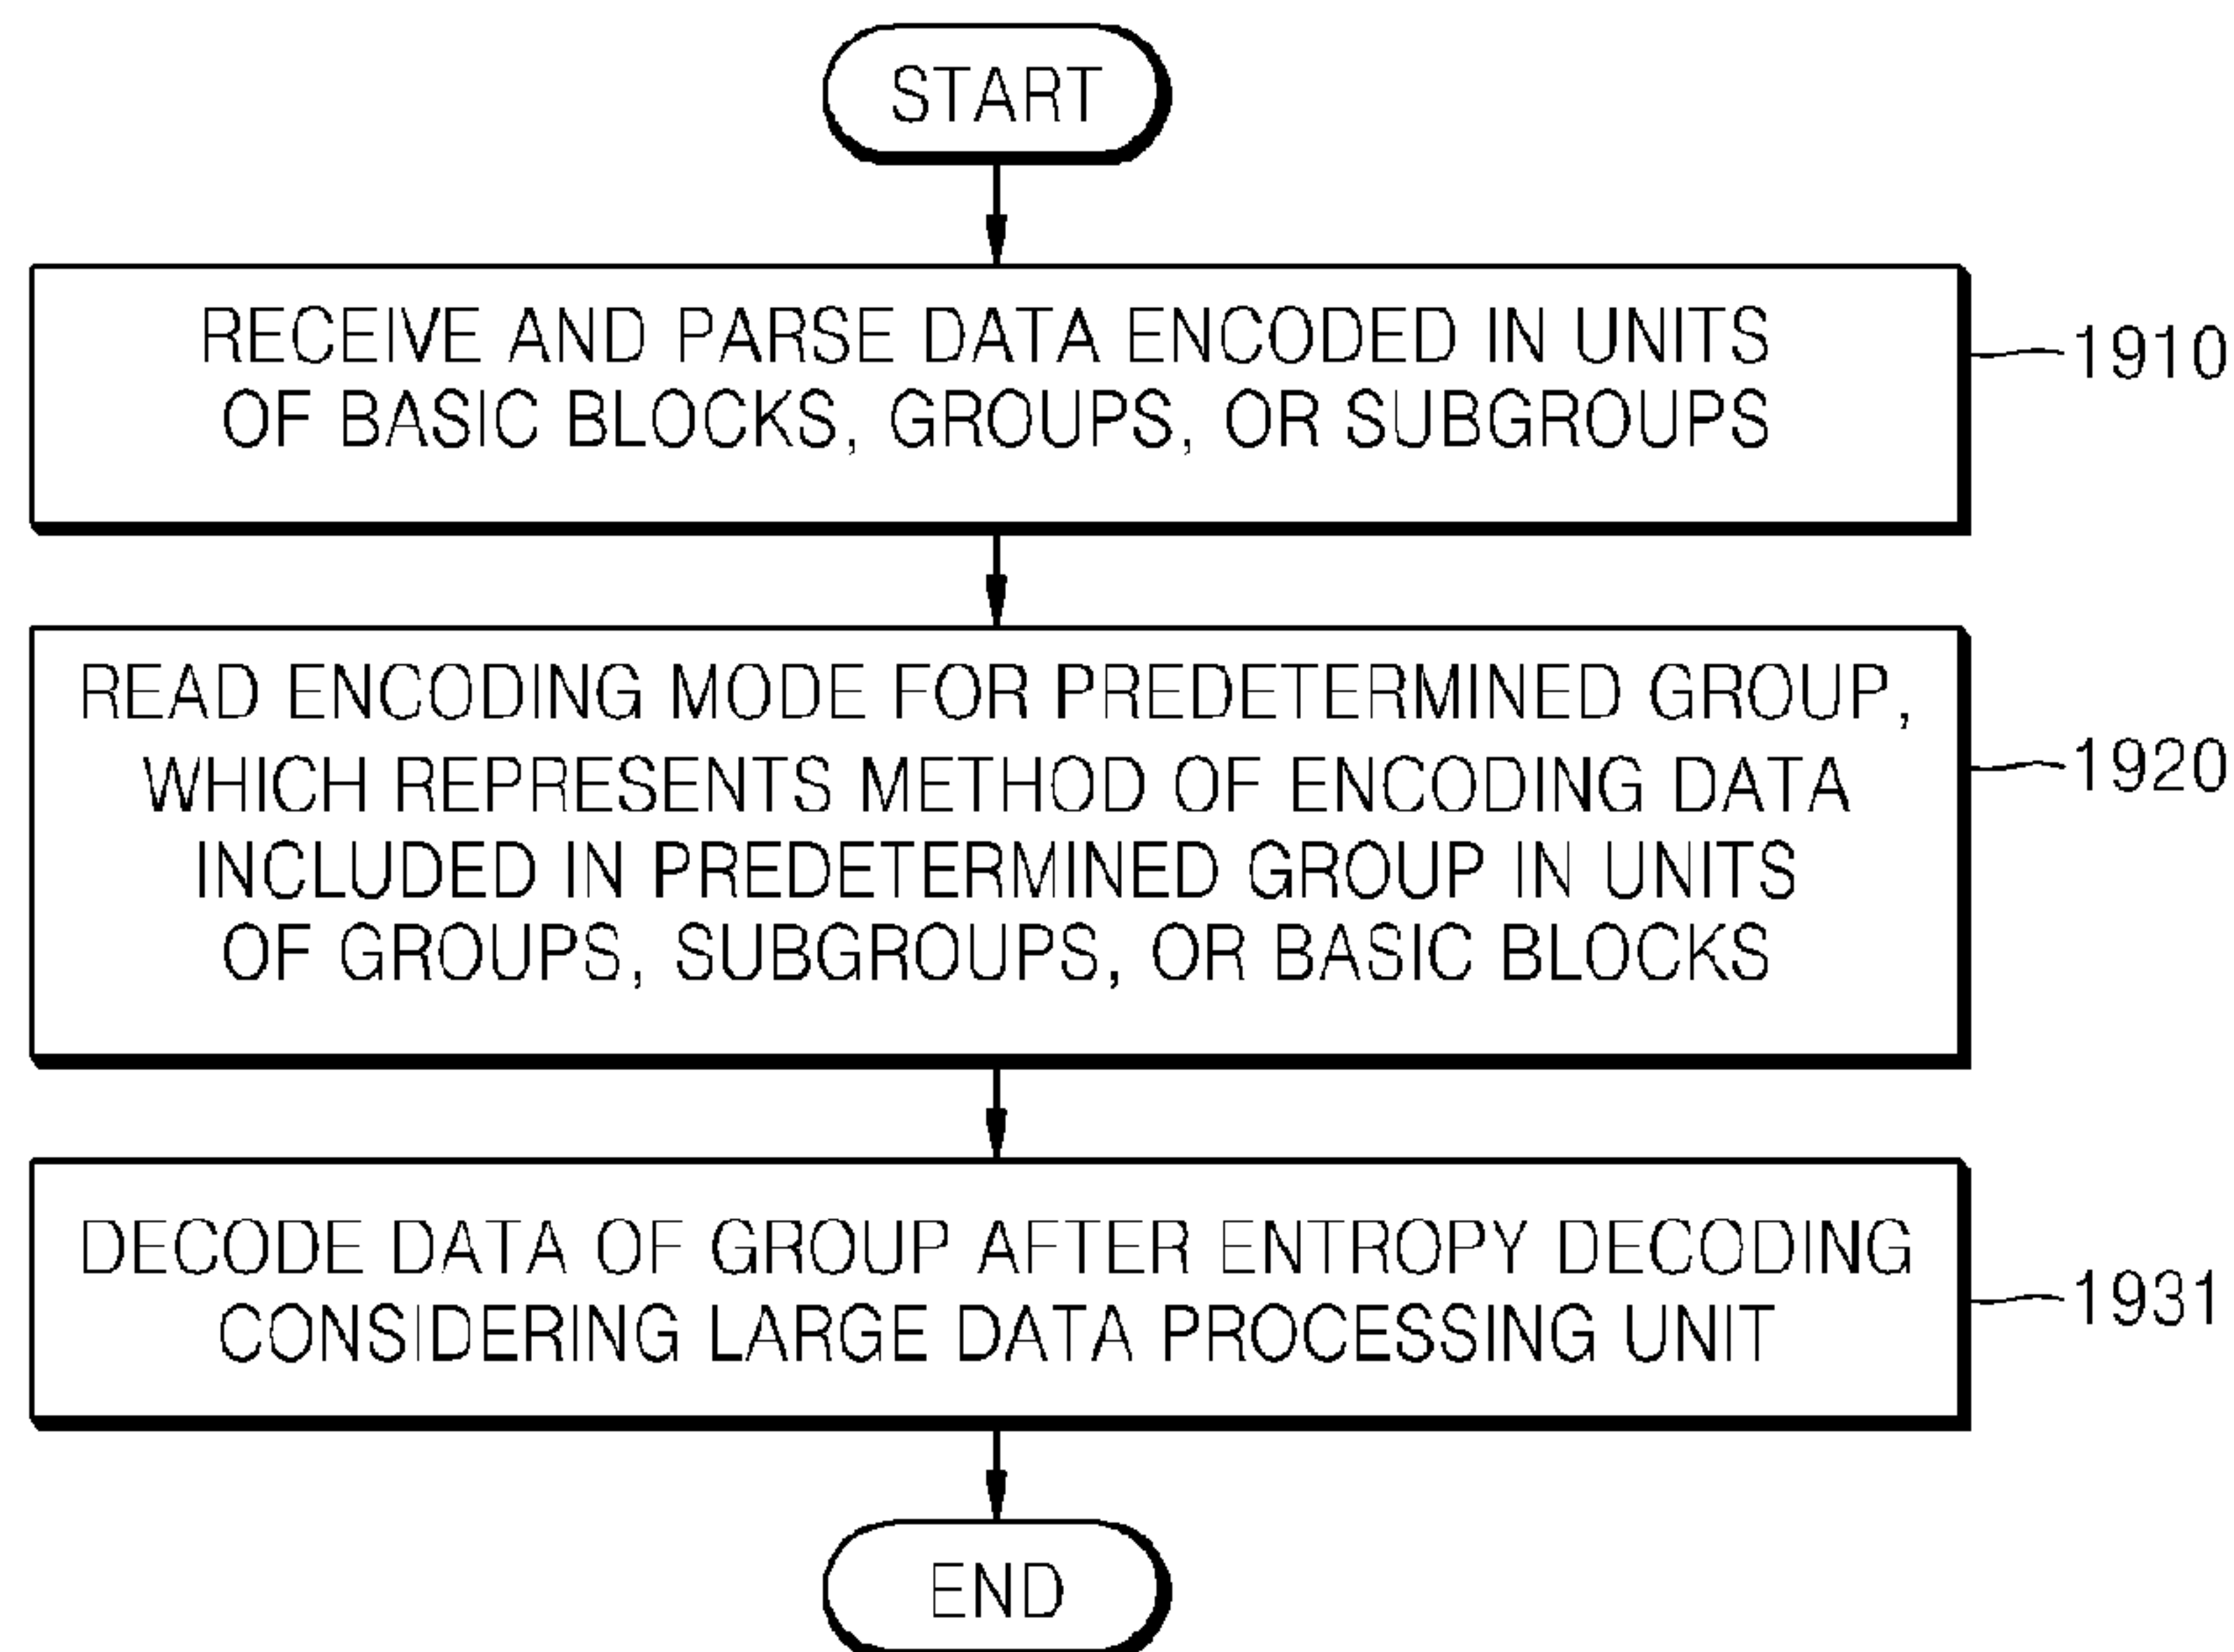 START
RECEIVE AND PARSE DATA ENCODED IN UNITS
OF BASIC BLOCKS, GROUPS, OR SUBGROUPS
1910
READ ENCODING MODE FOR PREDETERMINED GROUP,
WHICH REPRESENTS METHOD OF ENCODING DATA
INCLUDED IN PREDETERMINED GROUP IN UNITS
OF GROUPS, SUBGROUPS, OR BASIC BLOCKS
1920
DECODE DATA OF GROUP AFTER ENTROPY DECODING
CONSIDERING LARGE DATA PROCESSING UNIT
1931
END